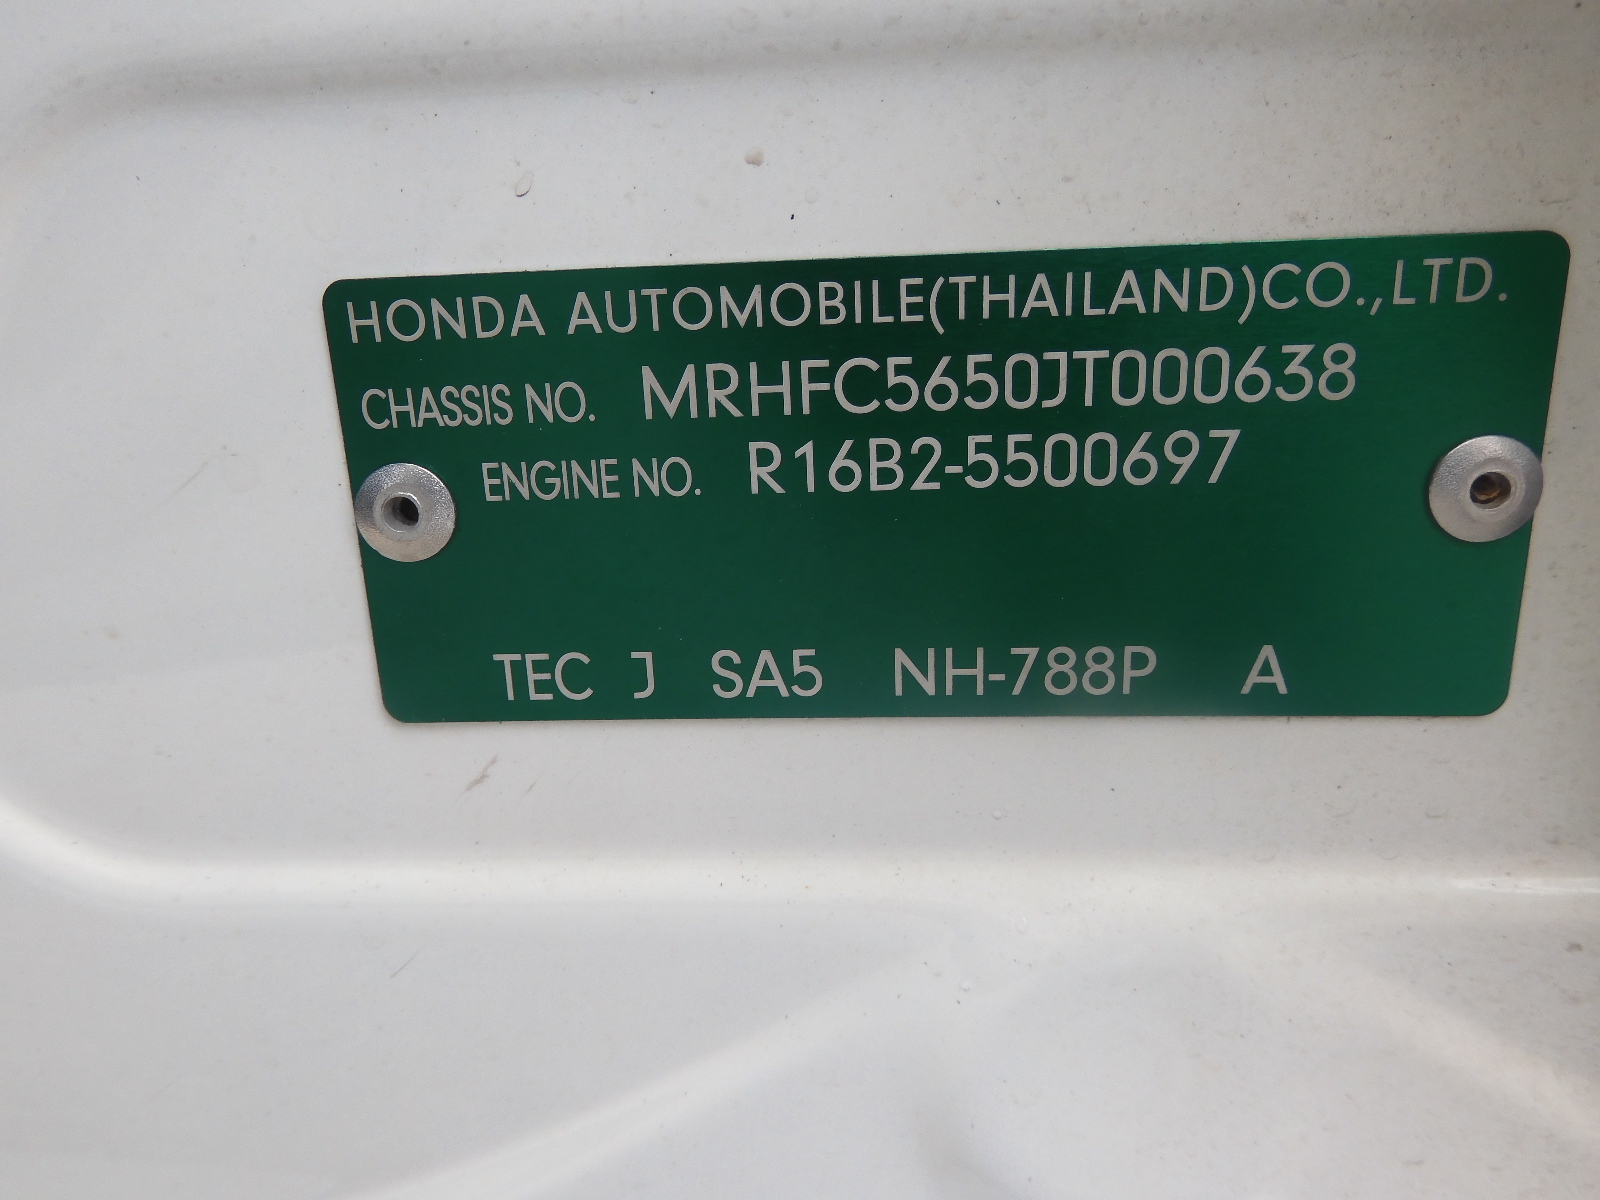 HONDA AUTOMOBILE(THAILAND)CO.,LTD.
CHASSIS NO. MRHFC5650JT000638
ENGINE NO. R16B2-5500697
TEC J SA5 NH-788P A